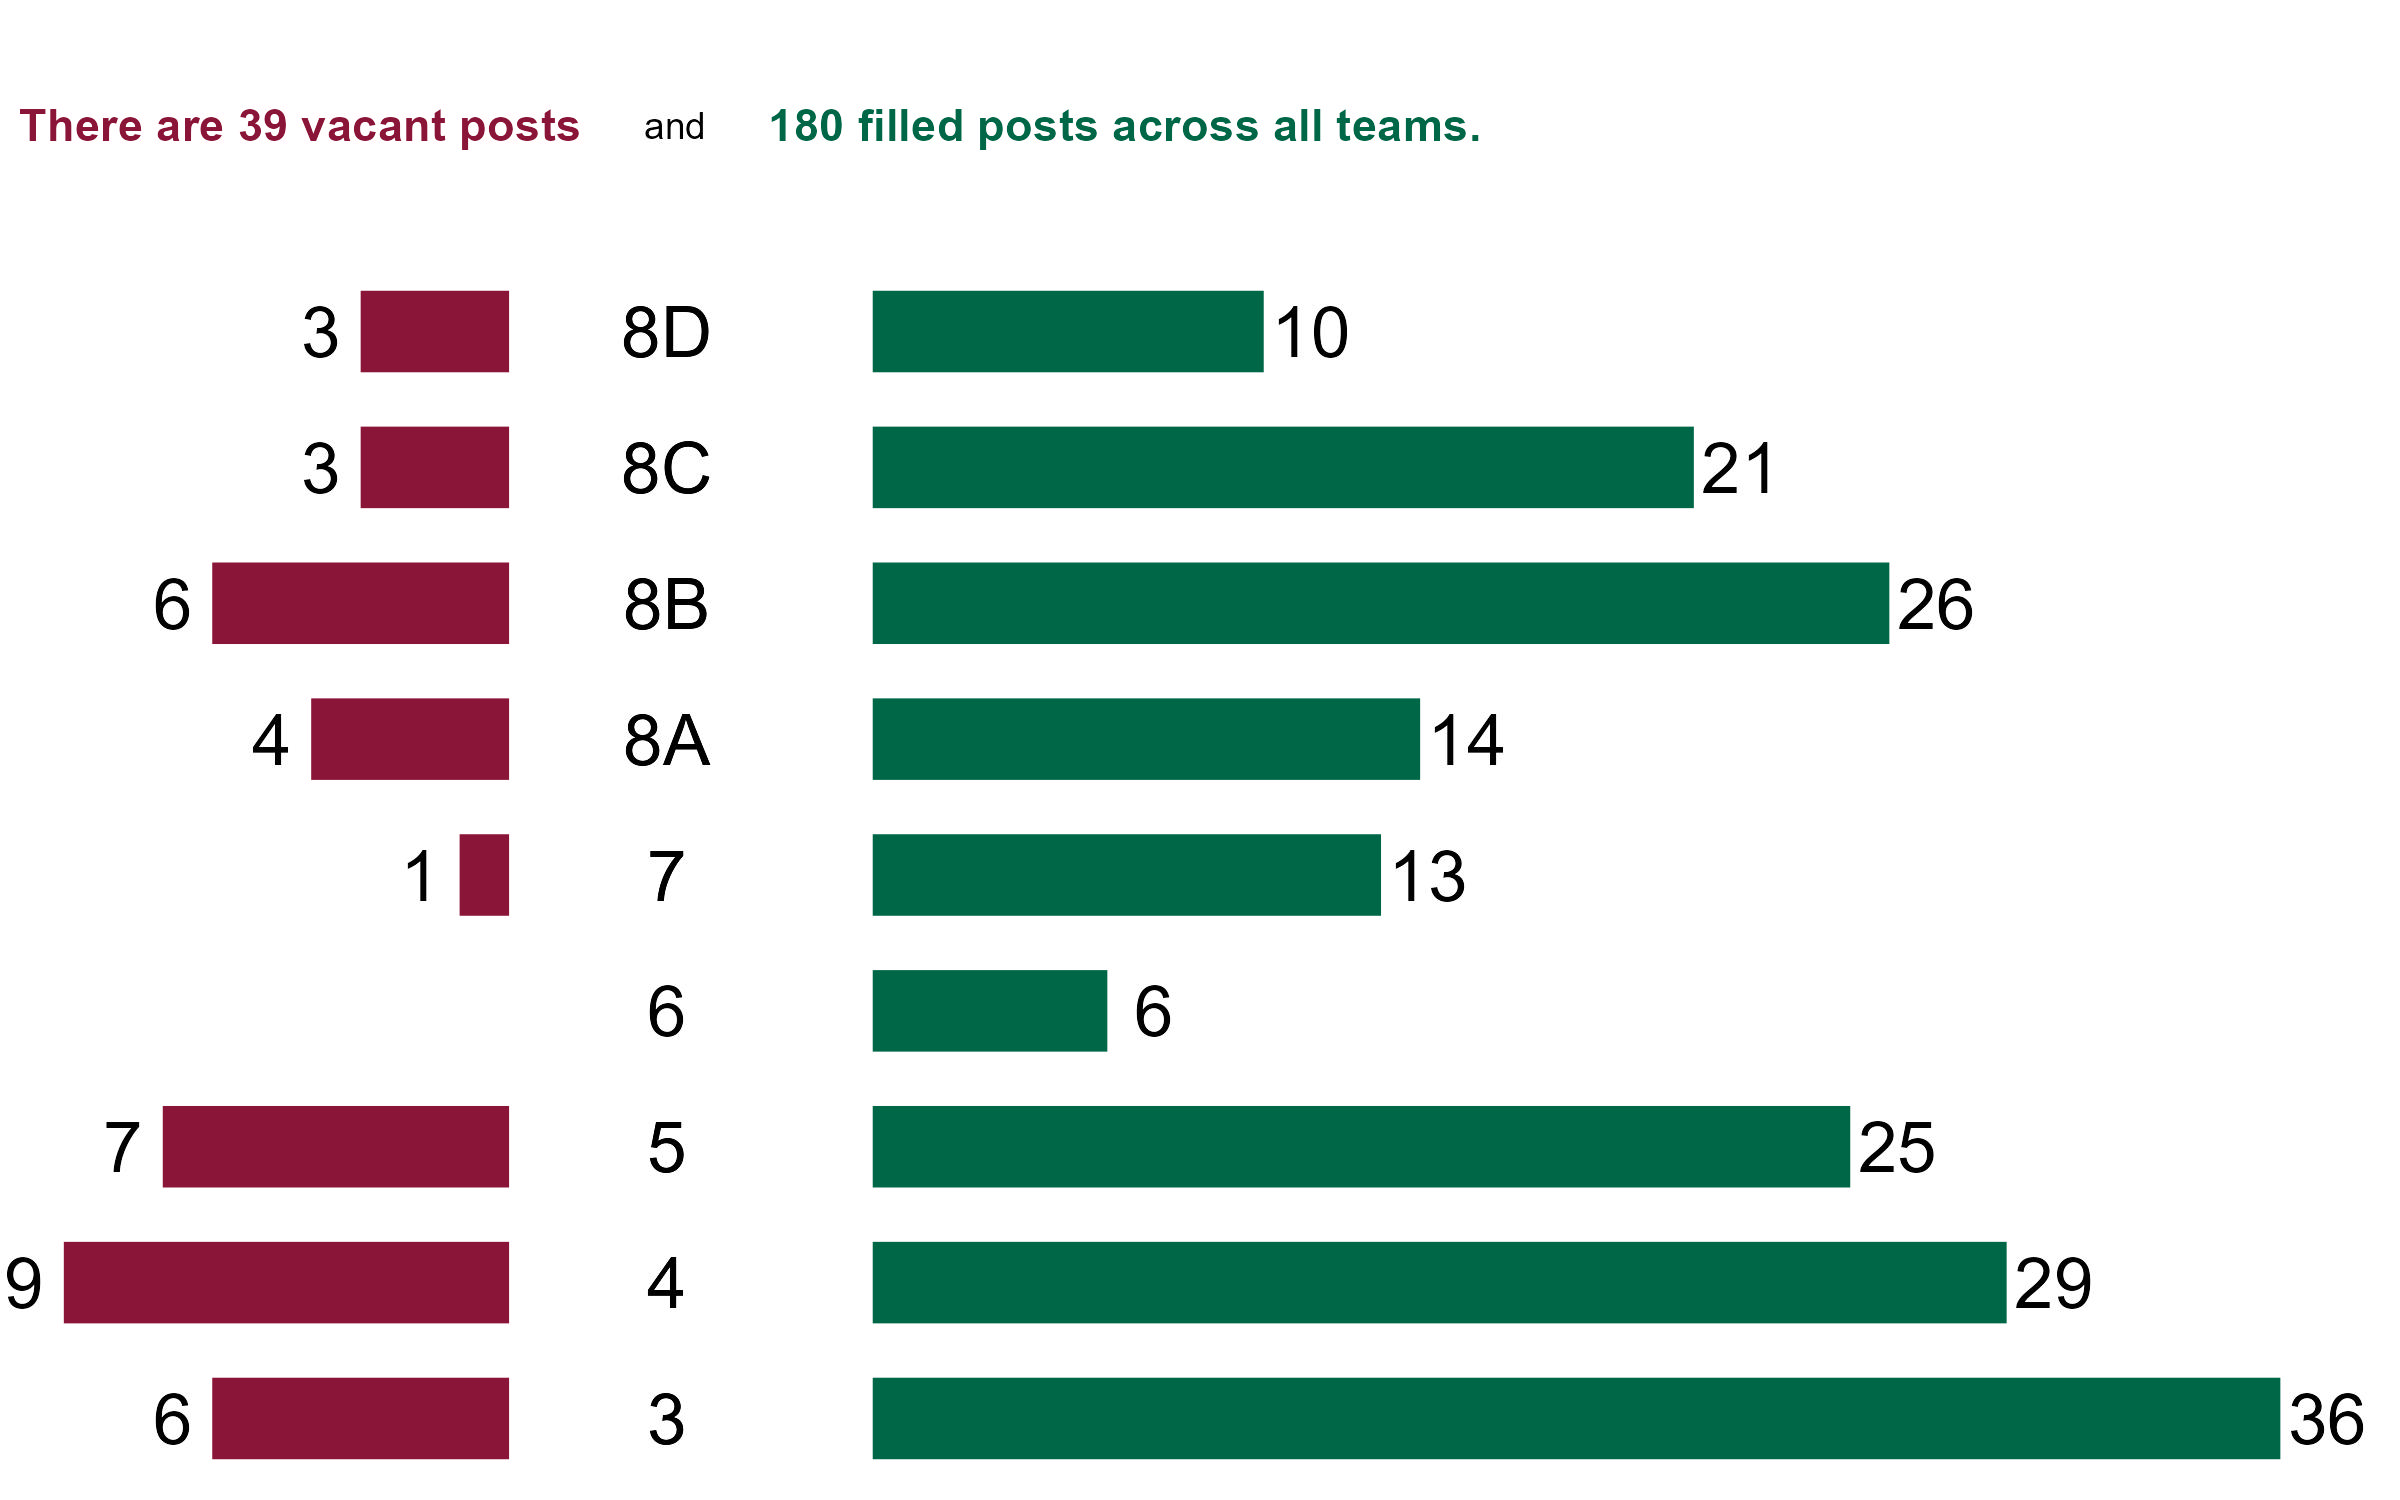 There are 39 vacant posts and 180 filled posts across all teams.
3 8D 10
3 8C 21
6 8B 26
4 8A 14
1 7 13
6 6
7 5 25
9 4 29
6 3 36